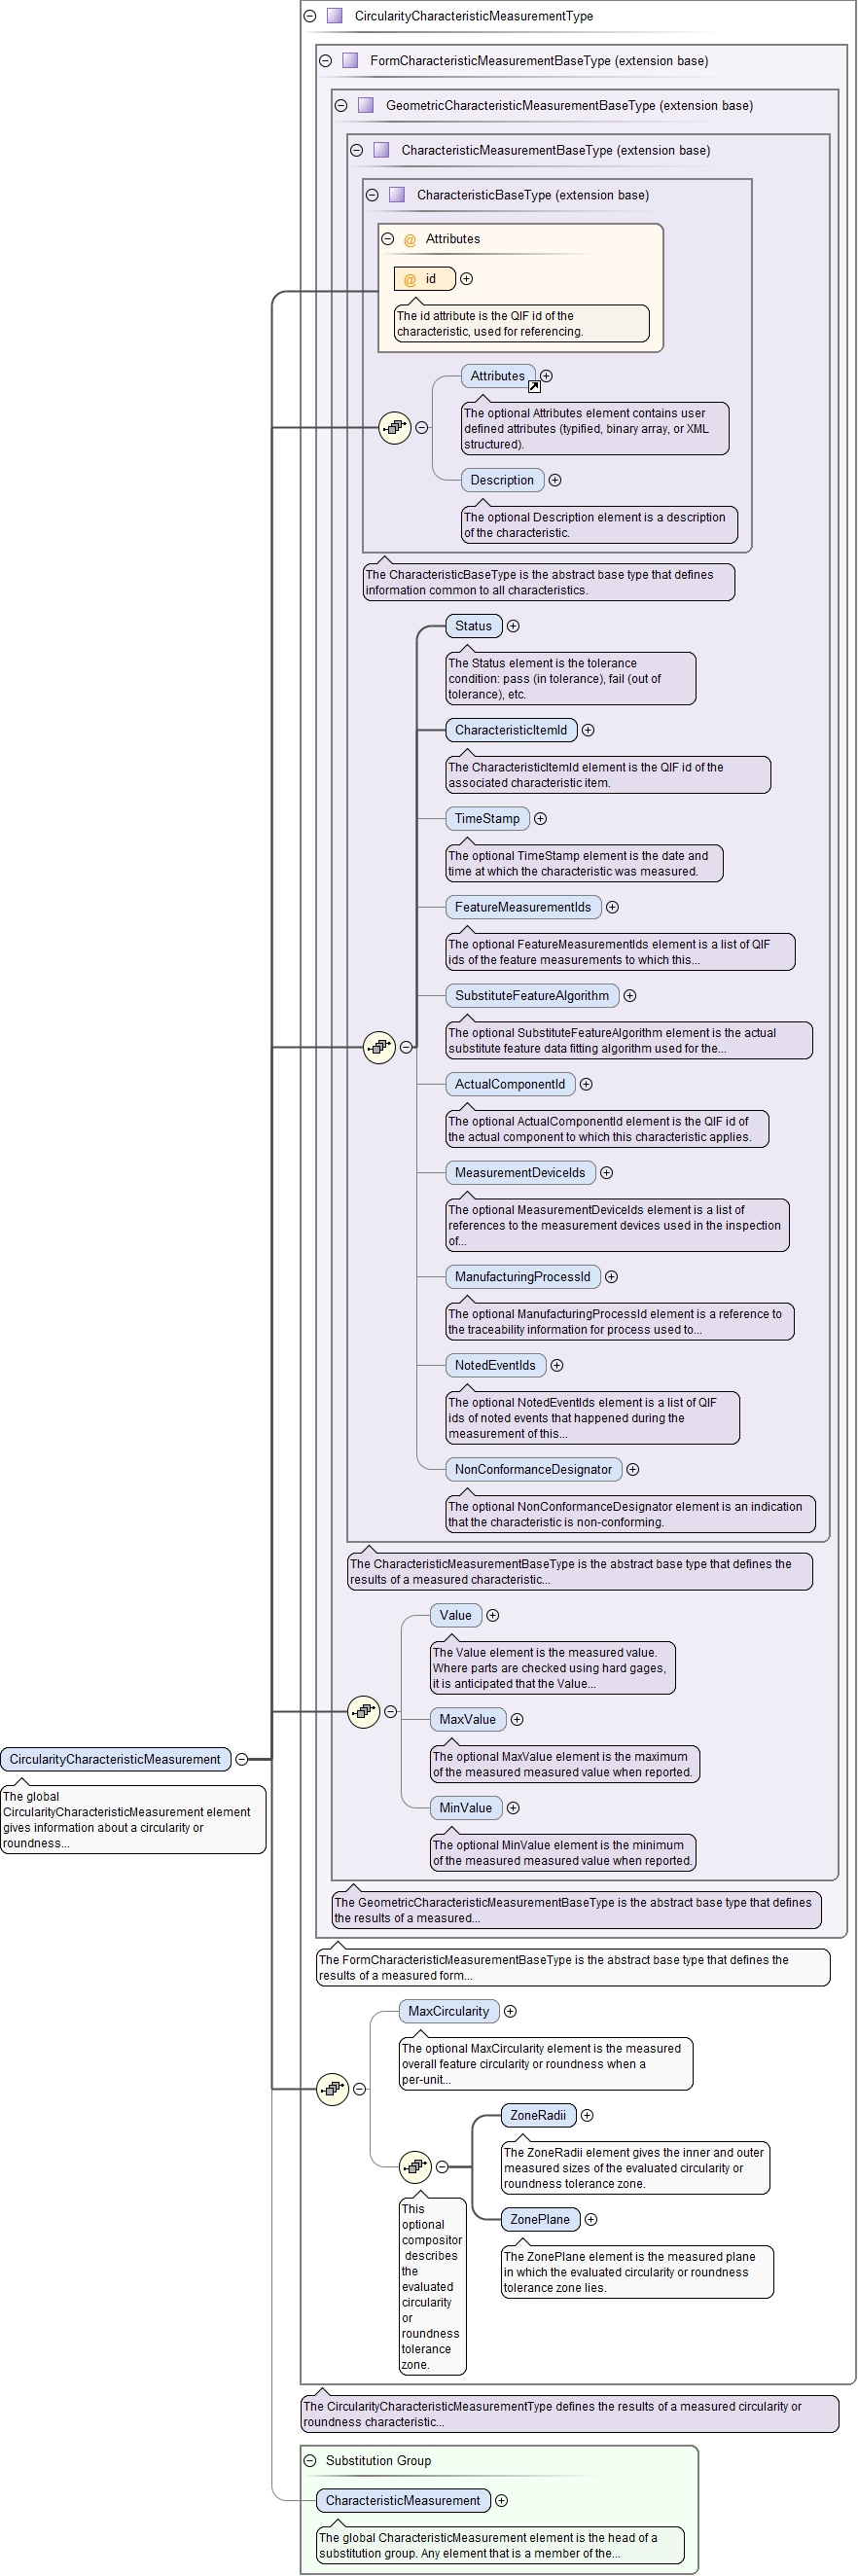 CircularityCharacteristicMeasurementType
FormCharacteristicMeasurementBaseType (extension base)
GeometricCharacteristicMeasurementBaseType (extension base)
CharacteristicMeasurementBaseType (extension base)
CharacteristicBaseType (extension base)
@ Attributes
@ id
The id attribute is the QIF id of the
characteristic, used for referencing.
Attributes
The optional Attributes element contains user
defined attributes (typified, binary array, or XML
structured).
Description
The optional Description element is a description
of the characteristic.
The CharacteristicBaseType is the abstract base type that defines
information common to all characteristics.
Status
The Status element is the tolerance
condition: pass (in tolerance), fail (out of
tolerance), etc.
CharacteristicItemId
The CharacteristicItemId element is the QIF id of the
associated characteristic item.
TimeStamp
The optional TimeStamp element is the date and
time at which the characteristic was measured.
FeatureMeasurementIds
The optional FeatureMeasurementIds element is a list of QIF
ids of the feature measurements to which this...
SubstituteFeatureAlgorithm
The optional SubstituteFeatureAlgorithm element is the actual
substitute feature data fitting algorithm used for the...
ActualComponentId
The optional ActualComponentId element is the QIF id of
the actual component to which this characteristic applies.
MeasurementDeviceIds
The optional MeasurementDeviceIds element is a list of
references to the measurement devices used in the inspection
of...
ManufacturingProcessId
The optional ManufacturingProcessId element is a reference to
the traceability information for process used to...
NotedEventIds
The optional NotedEventIds element is a list of QIF
ids of noted events that happened during the
measurement of this...
NonConformanceDesignator
The optional NonConformanceDesignator element is an indication
that the characteristic is non-conforming.
The CharacteristicMeasurementBaseType is the abstract base type that defines the
results of a measured characteristic...
Value
The Value element is the measured value.
Where parts are checked using hard gages,
it is anticipated that the Value...
MaxValue
The optional MaxValue element is the maximum
of the measured measured value when reported.
MinValue
The optional MinValue element is the minimum
of the measured measured value when reported.
CircularityCharacteristicMeasurement
The global
CircularityCharacteristicMeasurement element
gives information about a circularity or
roundness...
The GeometricCharacteristicMeasurementBaseType is the abstract base type that defines
the results of a measured...
The FormCharacteristicMeasurementBaseType is the abstract base type that defines the
results of a measured form...
MaxCircularity
The optional MaxCircularity element is the measured
overall feature circularity or roundness when a
per-unit...
ZoneRadii
The ZoneRadii element gives the inner and outer
measured sizes of the evaluated circularity or
roundness tolerance zone.
ZonePlane
The ZonePlane element is the measured plane
in which the evaluated circularity or roundness
tolerance zone lies.
This
optional
compositor
describes
the
evaluated
circularity
or
roundness
tolerance
zone.
The CircularityCharacteristicMeasurementType defines the results of a measured circularity or
roundness characteristic...
Substitution Group
CharacteristicMeasurement
The global CharacteristicMeasurement element is the head of a
substitution group. Any element that is a member of the...